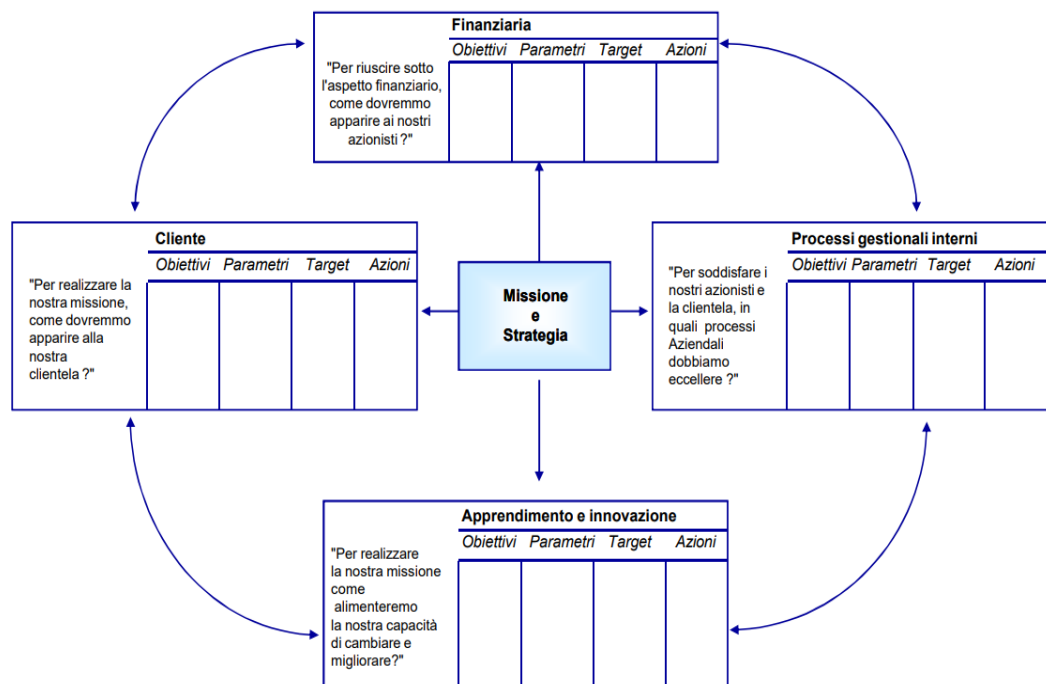 Finanziaria
Obiettivi Parametri Target Azioni
"Per riuscire sotto
l'aspetto finanziario,
come dovremmo
apparire ai nostri
azionisti ?"
Cliente
Obiettivi Parametri Target Azioni
"Per realizzare la
nostra missione,
come dovremmo
apparire alla
nostra
clientela ?"
Missione
e
Strategia
Processi gestionali interni
Obiettivi Parametri Target Azioni
"Per soddisfare i
nostri azionisti e
la clientela, in
quali processi
Aziendali
dobbiamo
eccellere ?"
Apprendimento e innovazione
Obiettivi Parametri Target Azioni
"Per realizzare
la nostra missione
come
alimenteremo
la nostra capacità
di cambiare e
migliorare?"